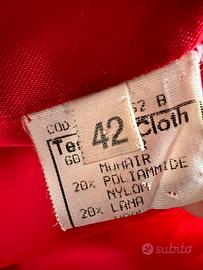 COD. 52 B
42
Te Cloth
60
MOHAIR
20% POLIAMMIDE
NYLON
20% LANA
subito